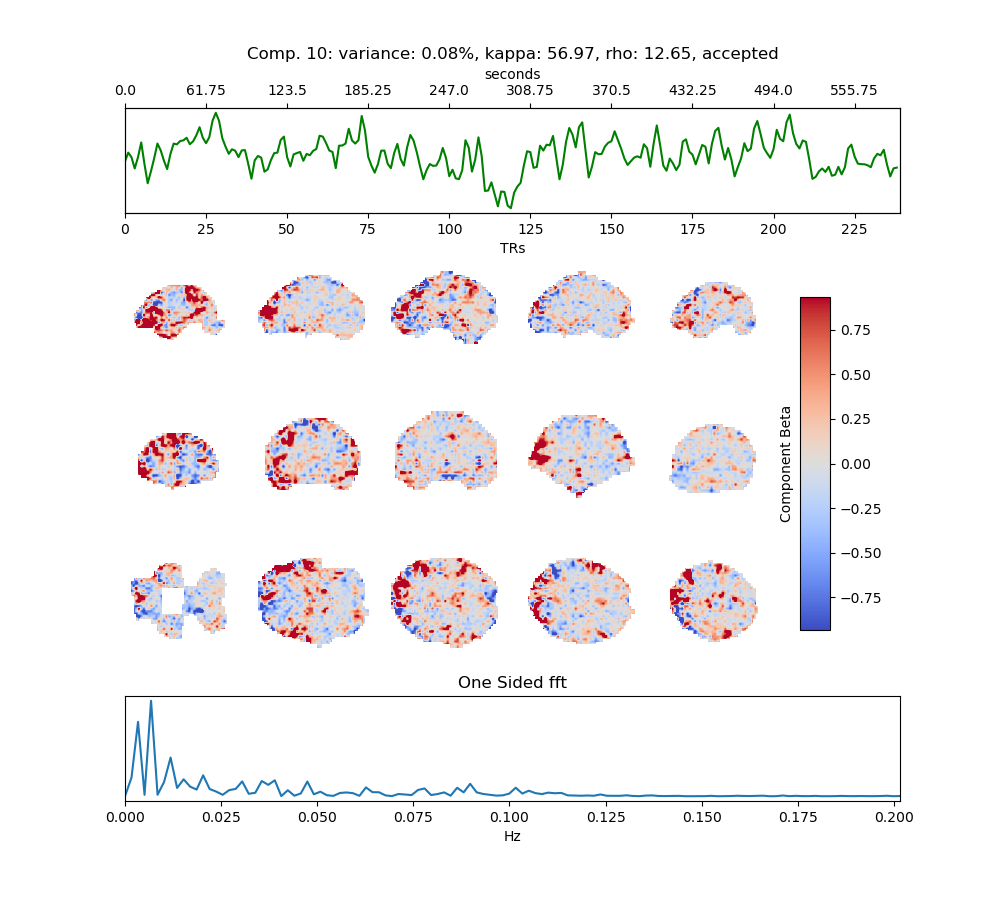 Comp. 10: variance: 0.08%, kappa: 56.97, rho: 12.65, accepted
seconds
0.0 61.75 123.5 185.25 247.0 308.75 370.5 432.25 494.0 555.75
0 25 50 75 100 125 150 175 200 225
TRs
Component Beta
0.75
0.50
0.25
0.00
−0.25
−0.50
−0.75
One Sided fft
0.000 0.025 0.050 0.075 0.100 0.125 0.150 0.175 0.200
Hz